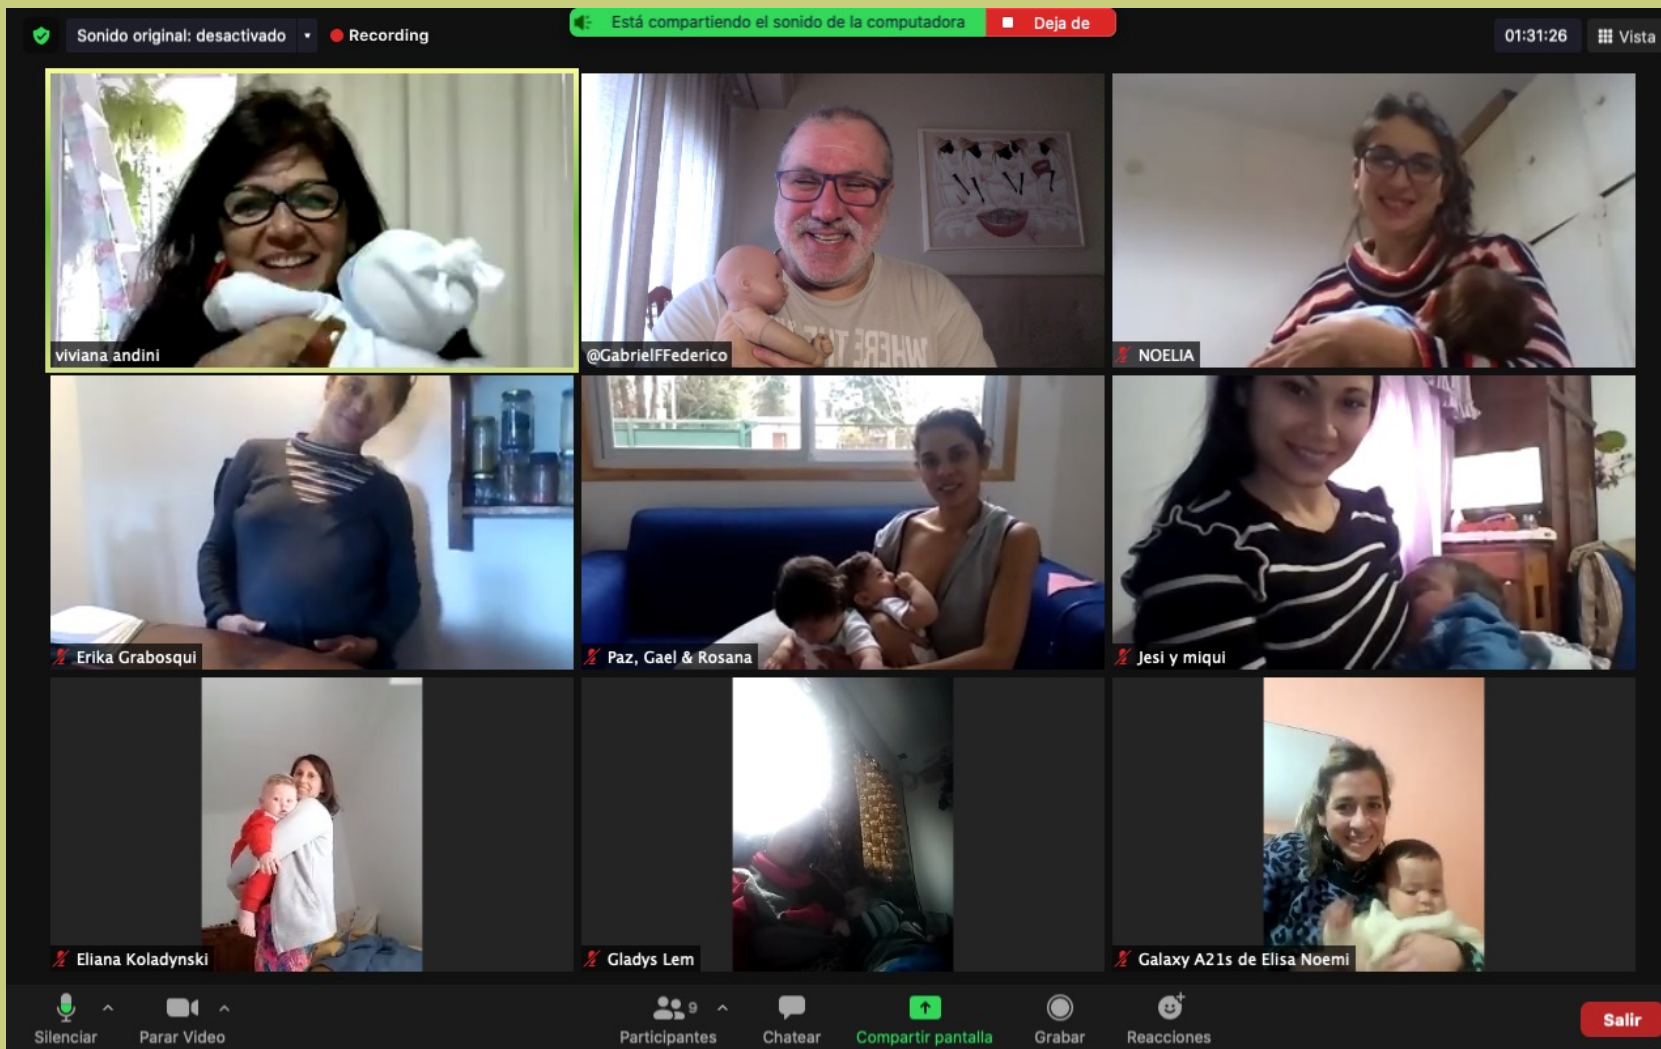 Sonido original: desactivado
Recording
Está compartiendo el sonido de la computadora
Deja de
01:31:26
Vista
viviana andini
@GabrielFFederico
WHERE THE
NOELIA
Erika Grabosqui
Paz, Gael & Rosana
Jesi y miqui
Eliana Koladynski
Gladys Lem
Galaxy A21s de Elisa Noemi
Silenciar
Parar Video
9
Participantes
Chatear
Compartir pantalla
Grabar
Reacciones
Salir